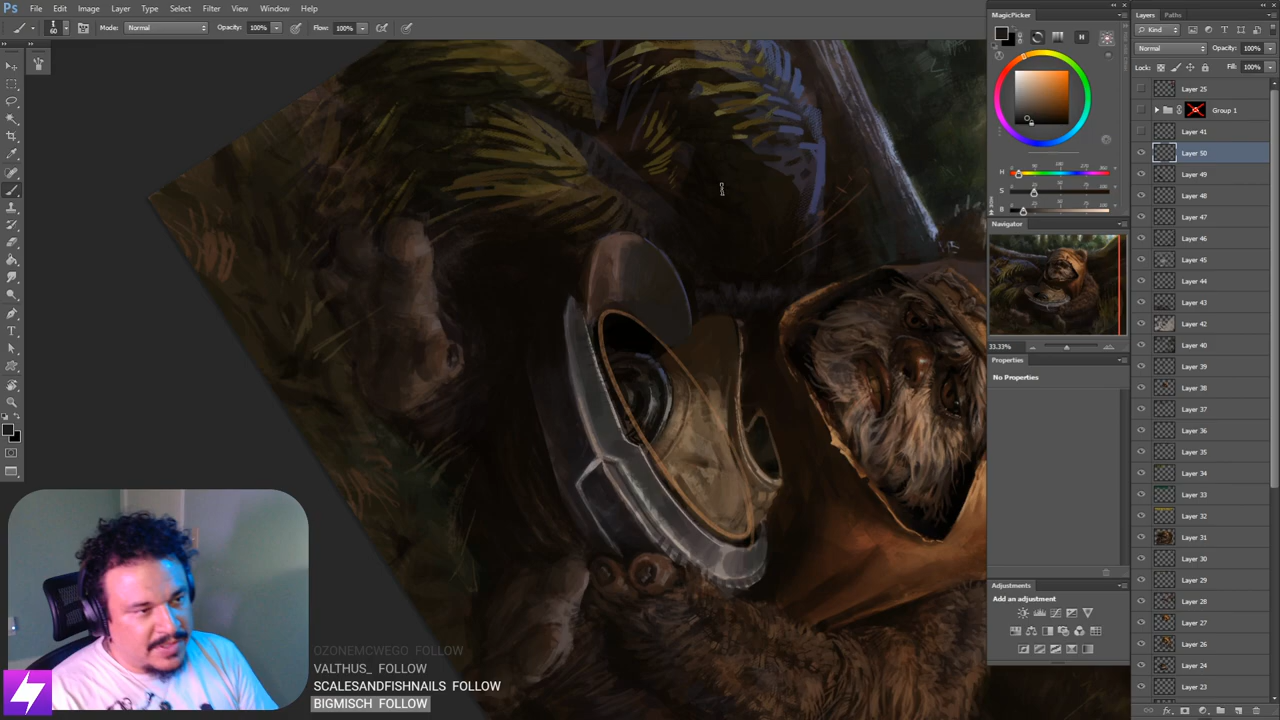 Ps File Edit Image Layer Type Select Filter 3D View Window Help
60 Mode: Normal Opacity: 100% Flow: 100%
MagicPicker
H
H
S
B
Navigator
33.33%
Properties
No Properties
Adjustments
Add an adjustment
Layers Paths
Kind
Normal Opacity: 100%
Lock: Fill: 100%
Layer 25
Group 1
Layer 41
Layer 50
Layer 49
Layer 48
Layer 47
Layer 46
Layer 45
Layer 44
Layer 43
Layer 42
Layer 40
Layer 39
Layer 38
Layer 37
Layer 36
Layer 35
Layer 34
Layer 33
Layer 32
Layer 31
Layer 30
Layer 29
Layer 28
Layer 27
Layer 26
Layer 24
Layer 23
OZONEMCWEGO FOLLOW
VALTHUS_ FOLLOW
SCALESANDFISHNAILS FOLLOW
BIGMISCH FOLLOW